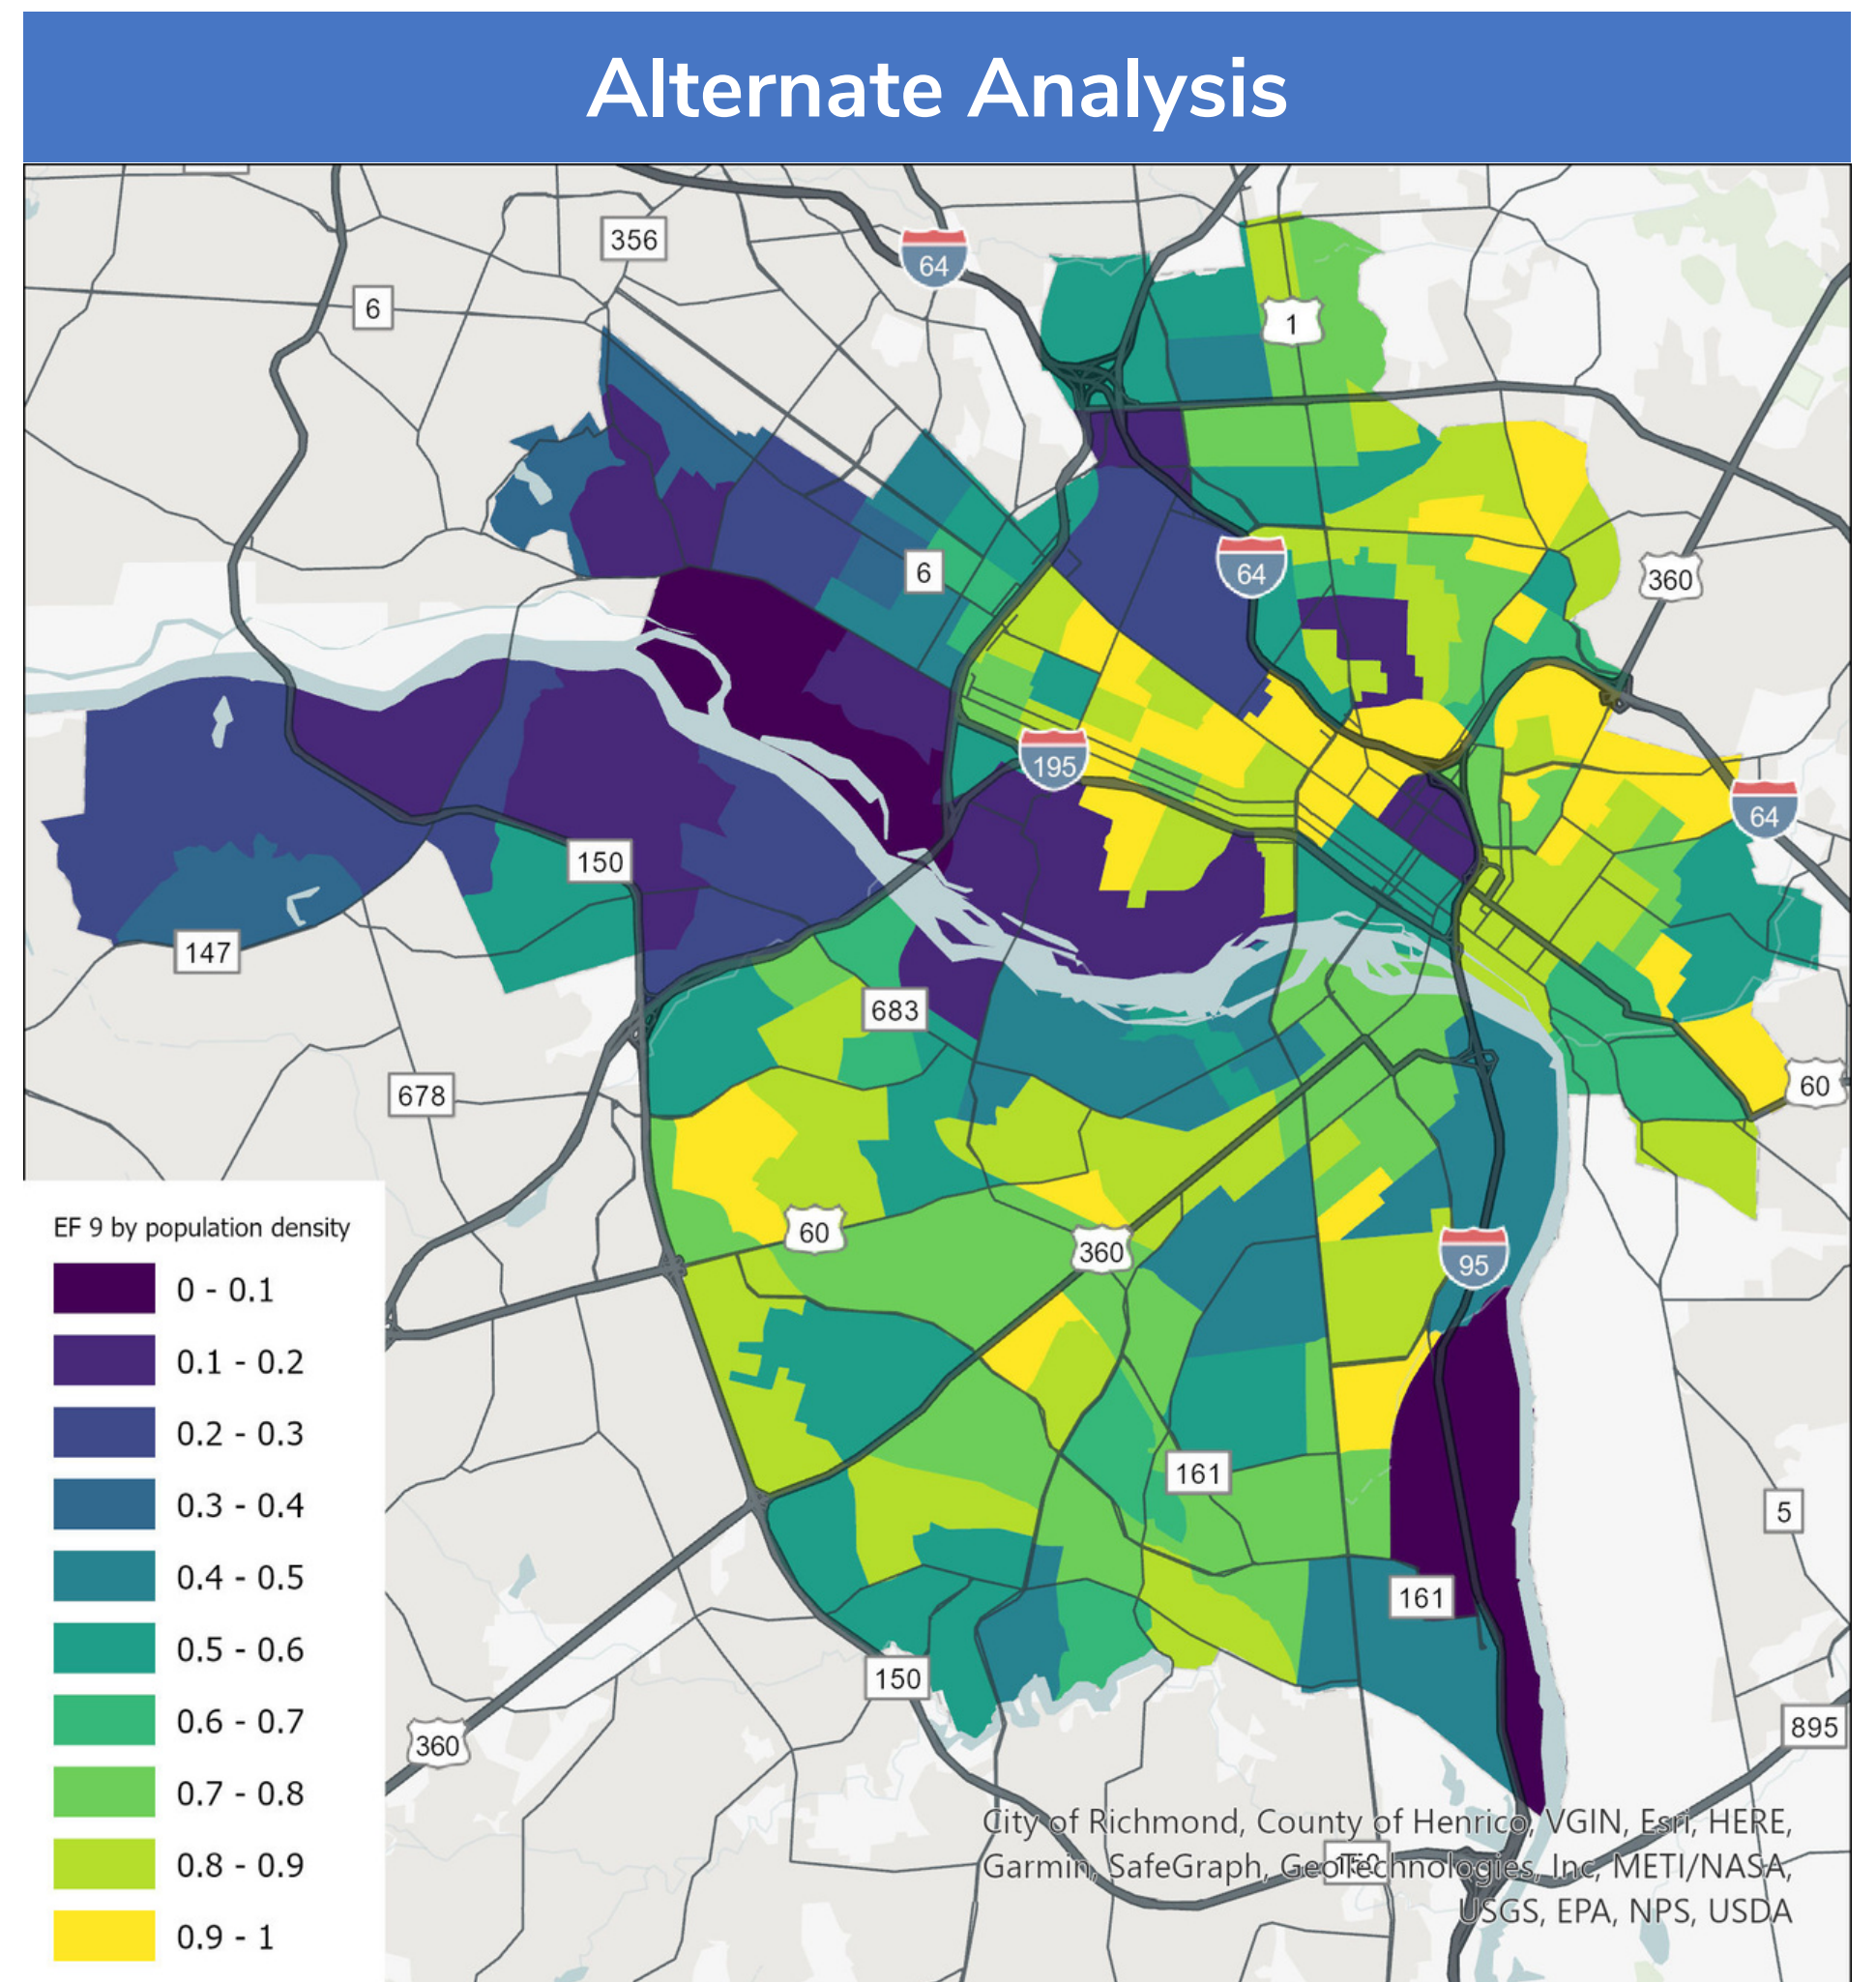 Alternate Analysis
356
64
6
1
6
64
360
195
64
150
147
683
678
60
60
360
95
161
5
161
150
360
895
150
EF 9 by population density
0 - 0.1
0.1 - 0.2
0.2 - 0.3
0.3 - 0.4
0.4 - 0.5
0.5 - 0.6
0.6 - 0.7
0.7 - 0.8
0.8 - 0.9
0.9 - 1
City of Richmond, County of Henrico, VGIN, Esri, HERE,
Garmin, SafeGraph, GeoTechnologies, Inc, METI/NASA,
USGS, EPA, NPS, USDA